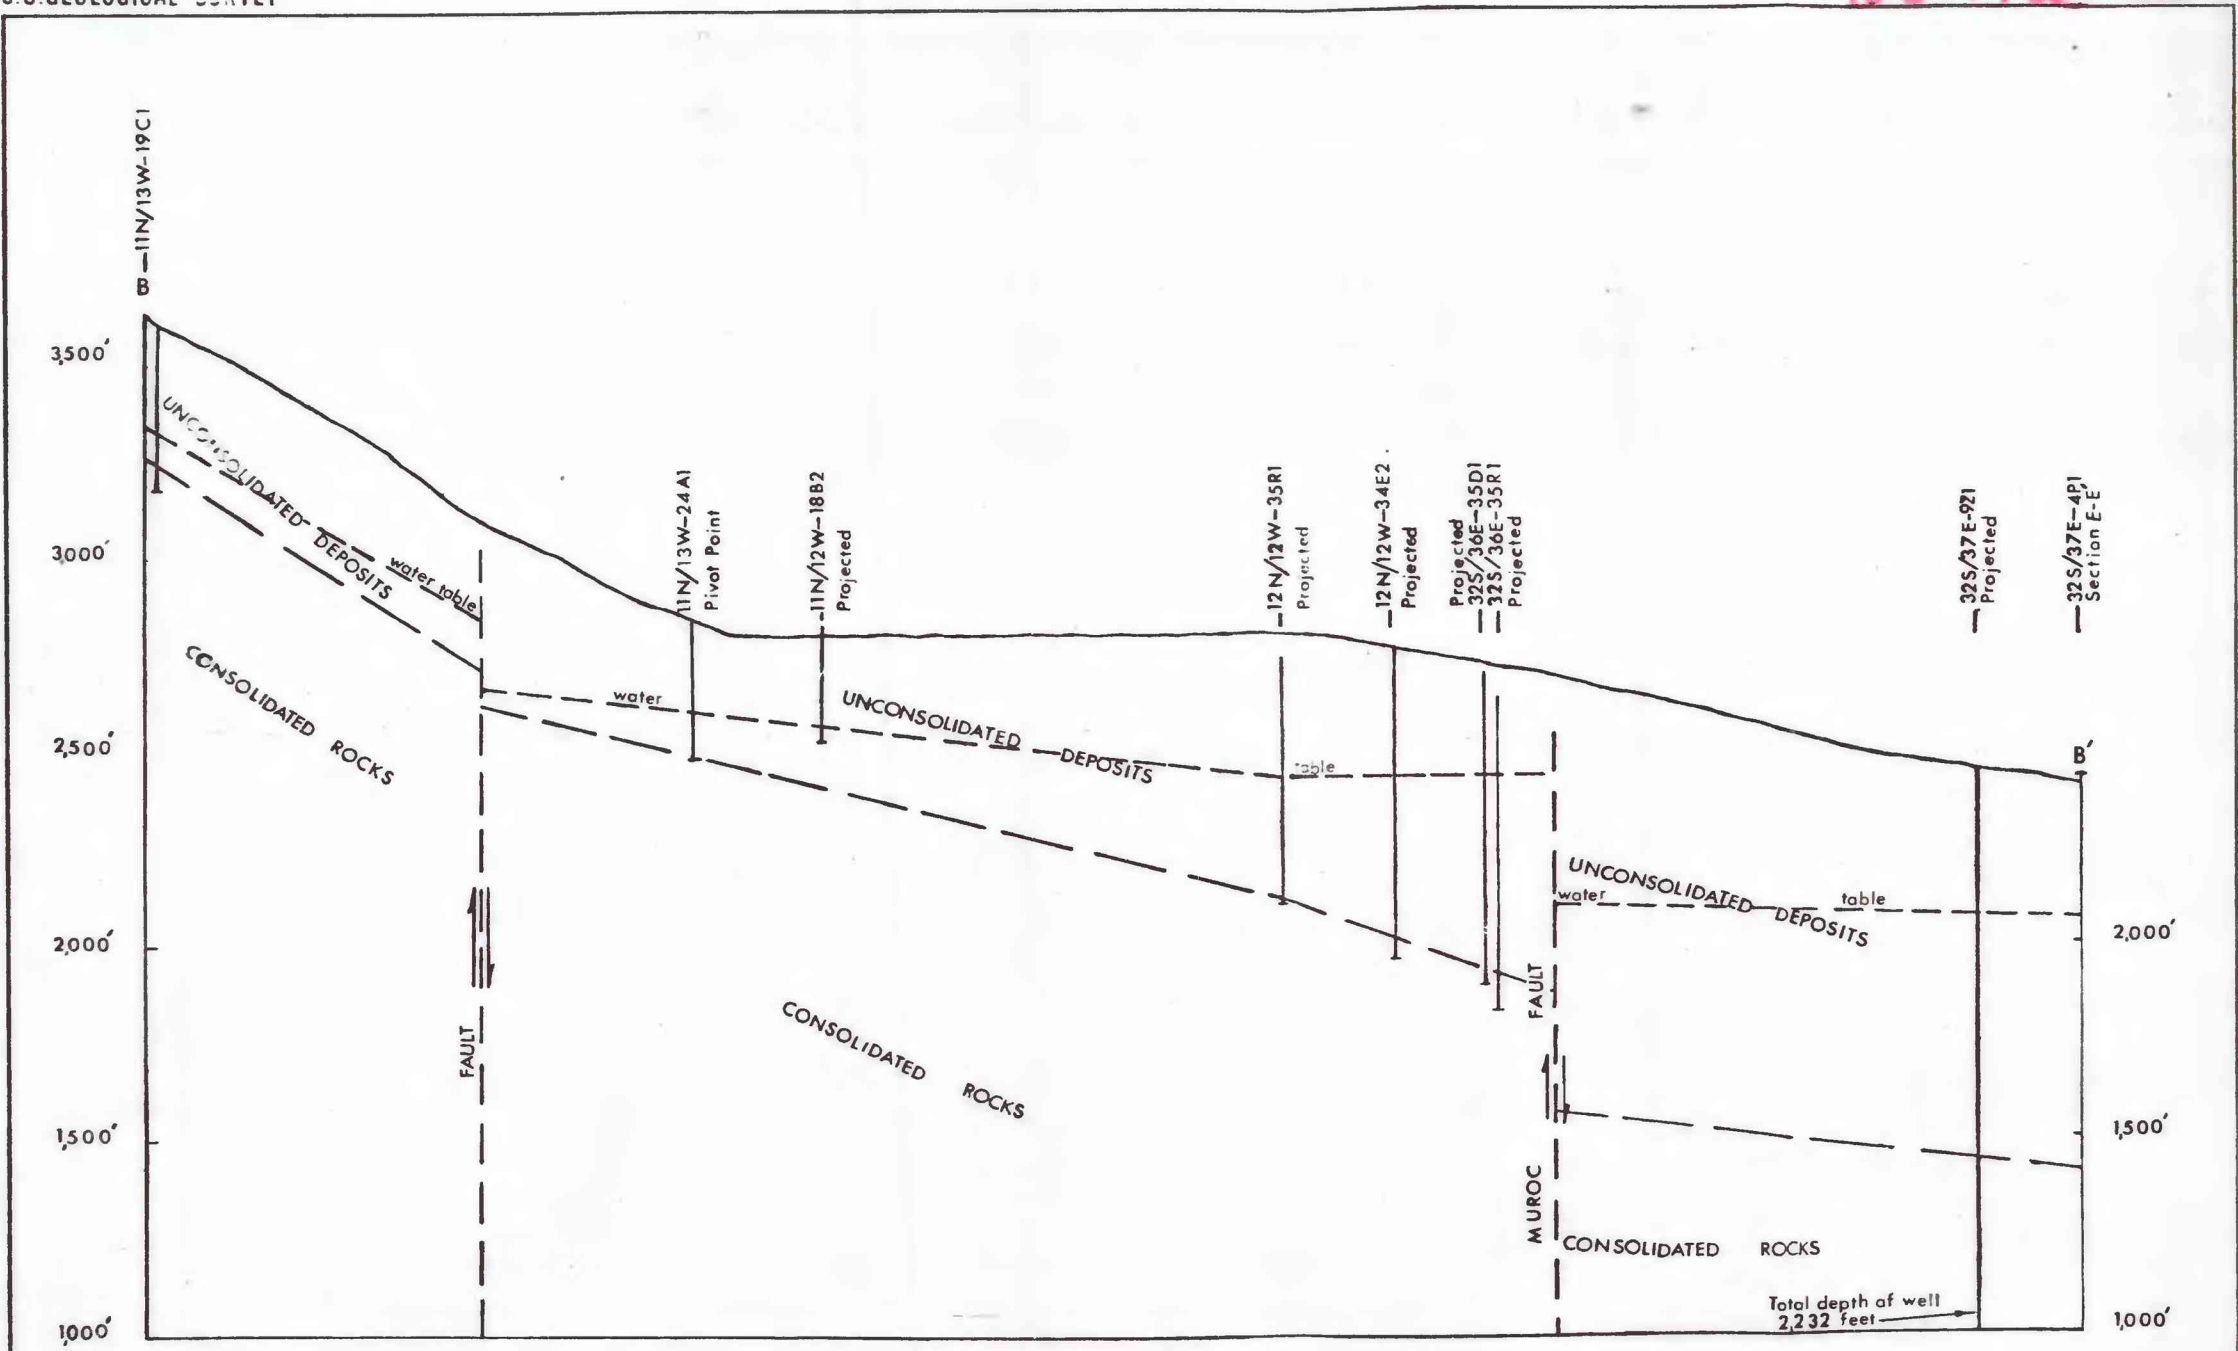 B — 11N/13W-19C1
3,500'
3000'
2,500'
2,000'
1,500'
1,000'
UNCONSOLIDATED
DEPOSITS
water table
CONSOLIDATED ROCKS
FAULT
11N/13W-24A1
Pivot Point
11N/12W-18B2
Projected
water
UNCONSOLIDATED DEPOSITS
table
CONSOLIDATED ROCKS
12N/12W-35R1
Projected
12N/12W-34E2
Projected
Projected
32S/36E-35D1
32S/36E-35R1
Projected
MUROC FAULT
32S/37E-9Z1
Projected
32S/37E-4P1
Section E-E'
B'
UNCONSOLIDATED DEPOSITS
water table
CONSOLIDATED ROCKS
Total depth of well
2,232 feet
2,000'
1,500'
1,000'